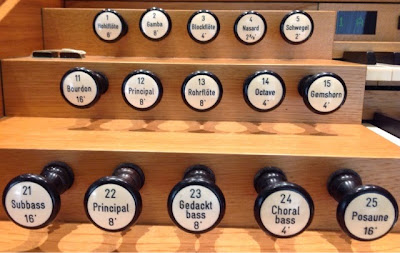 1
Hohlflöte
8'
2
Gamba
8'
3
Blockflöte
4'
4
Nasard
2⅔'
5
Schwegel
2'
11
Bourdon
16'
12
Principal
8'
13
Rohrflöte
8'
14
Octave
4'
15
Gemshorn
4'
21
Subbass
16'
22
Principal
8'
23
Gedackt
bass
8'
24
Choral
bass
4'
25
Posaune
16'